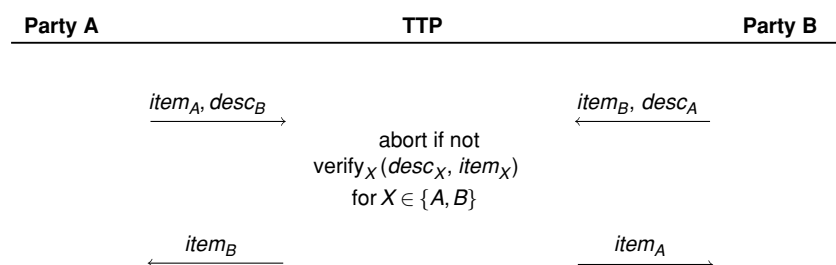 Party A TTP Party B
item_A, desc_B item_B, desc_A
abort if not
verify_X(desc_X, item_X)
for X ∈ {A, B}
item_B item_A